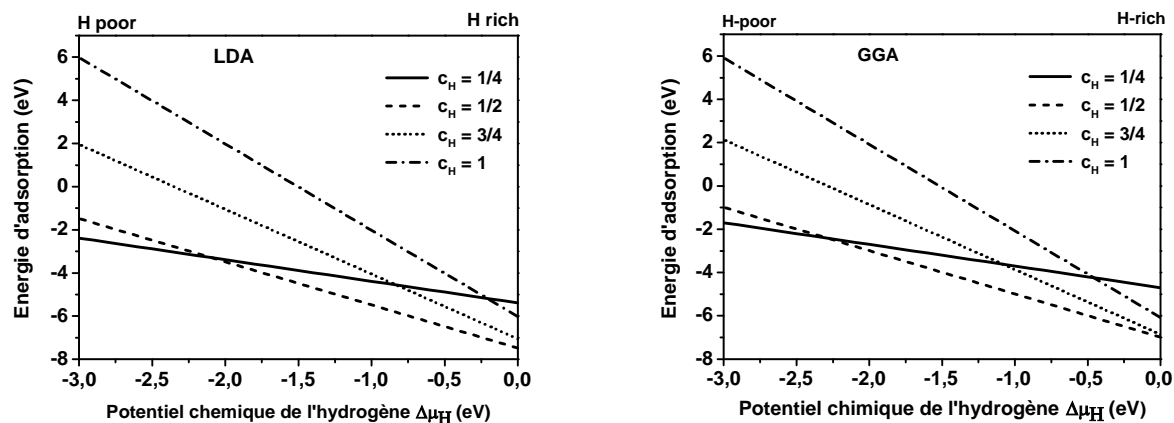 H poor
H rich
LDA
c_H = 1/4
c_H = 1/2
c_H = 3/4
c_H = 1
Energie d'adsorption (eV)
6
4
2
0
-2
-4
-6
-8
-3,0 -2,5 -2,0 -1,5 -1,0 -0,5 0,0
Potentiel chemique de l'hydrogène ΔμH (eV)
H-poor
H-rich
GGA
c_H = 1/4
c_H = 1/2
c_H = 3/4
c_H = 1
Energie d'adsorption (eV)
6
4
2
0
-2
-4
-6
-8
-3,0 -2,5 -2,0 -1,5 -1,0 -0,5 0,0
Potentiel chimique de l'hydrogène ΔμH (eV)